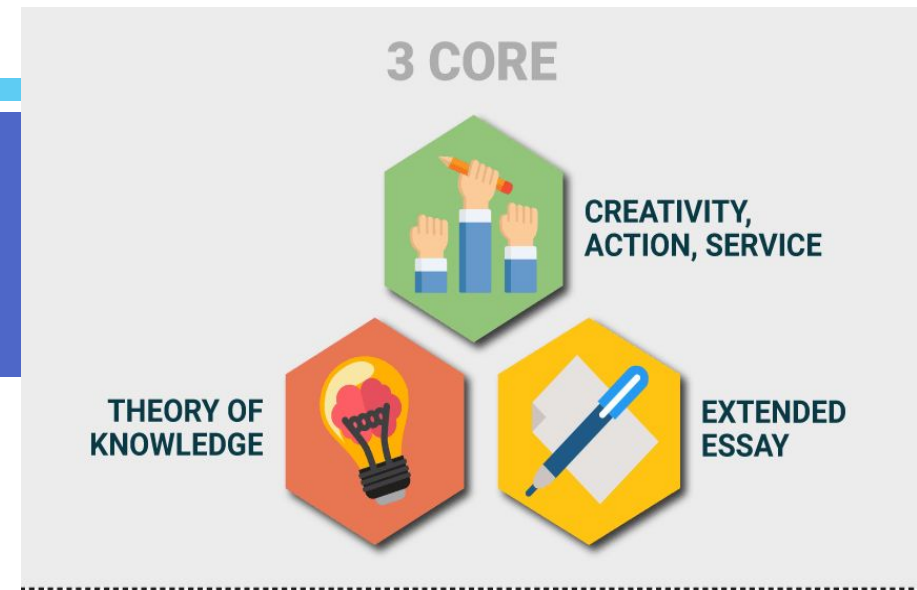 3 CORE
CREATIVITY,
ACTION, SERVICE
THEORY OF
KNOWLEDGE
EXTENDED
ESSAY